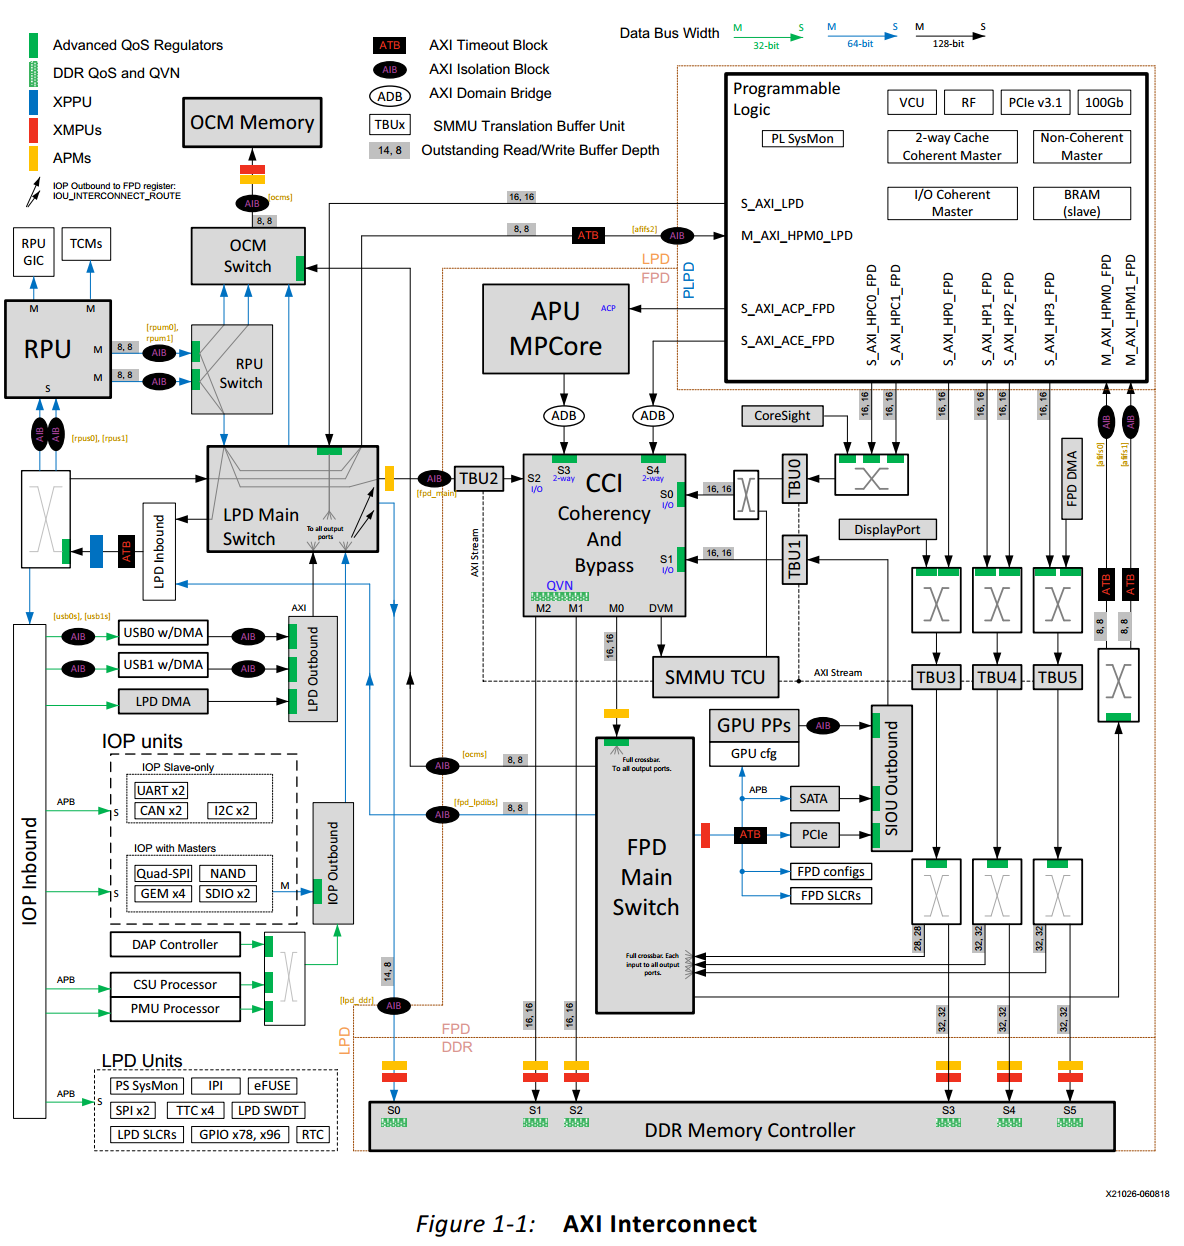 Data Bus Width
M
S
32-bit
M
S
64-bit
M
S
128-bit
Advanced QoS Regulators
DDR QoS and QVN
XPPU
XMPUs
APMs
IOP Outbound to FPD register:
IOU_INTERCONNECT_ROUTE
ATB
AXI Timeout Block
AIB
AXI Isolation Block
ADB
AXI Domain Bridge
TBUx
SMMU Translation Buffer Unit
14, 8
Outstanding Read/Write Buffer Depth
OCM Memory
AIB
[ocms]
8, 8
OCM
Switch
Programmable
Logic
VCU
RF
PCIe v3.1
100Gb
PL SysMon
2-way Cache
Coherent Master
Non-Coherent
Master
I/O Coherent
Master
BRAM
(slave)
S_AXI_LPD
M_AXI_HPM0_LPD
S_AXI_ACP_FPD
S_AXI_ACE_FPD
S_AXI_HPC0_FPD
S_AXI_HPC1_FPD
S_AXI_HP0_FPD
S_AXI_HP1_FPD
S_AXI_HP2_FPD
S_AXI_HP3_FPD
M_AXI_HPM0_FPD
M_AXI_HPM1_FPD
16, 16
8, 8
ATB
[afifs2]
AIB
LPD
FPD
PLPD
RPU
GIC
TCMs
M
M
RPU
M
M
S
8, 8
8, 8
[rpum0],
rpum1]
AIB
AIB
RPU
Switch
AIB
AIB
[rpus0], [rpus1]
APU
MPCore
ACP
ADB
ADB
16, 16
16, 16
16, 16
16, 16
16, 16
16, 16
CoreSight
AIB
AIB
[afifs0]
[afifs1]
FPD DMA
LPD Main
Switch
To all output
ports
AIB
[fpd_main]
TBU2
S2
I/O
S3
2-way
S4
2-way
S0
I/O
S1
I/O
CCI
Coherency
And
Bypass
QVN
M2
M1
M0
DVM
16, 16
16, 16
TBU0
TBU1
AXI Stream
DisplayPort
ATB
LPD Inbound
ATB
ATB
8, 8
8, 8
AXI
[usb0s], [usb1s]
AIB
USB0 w/DMA
AIB
AIB
USB1 w/DMA
AIB
LPD DMA
LPD Outbound
16, 16
SMMU TCU
AXI Stream
TBU3
TBU4
TBU5
IOP units
IOP Slave-only
UART x2
CAN x2
I2C x2
APB
S
IOP with Masters
Quad-SPI
NAND
GEM x4
SDIO x2
S
M
IOP Outbound
IOP Inbound
[ocms]
AIB
8, 8
[fpd_lpdibs]
AIB
8, 8
Full crossbar.
To all output ports.
FPD
Main
Switch
Full crossbar. Each
input to all output
ports.
GPU PPs
GPU cfg
AIB
APB
SATA
ATB
PCIe
FPD configs
FPD SLCRs
SIOU Outbound
28, 28
32, 32
32, 32
DAP Controller
APB
CSU Processor
PMU Processor
14, 8
[lpd_ddr]
AIB
16, 16
16, 16
32, 32
32, 32
32, 32
LPD
FPD
DDR
LPD Units
APB
S
PS SysMon
IPI
eFUSE
SPI x2
TTC x4
LPD SWDT
LPD SLCRs
GPIO x78, x96
RTC
S0
S1
S2
S3
S4
S5
DDR Memory Controller
X21026-060818
Figure 1-1: AXI Interconnect